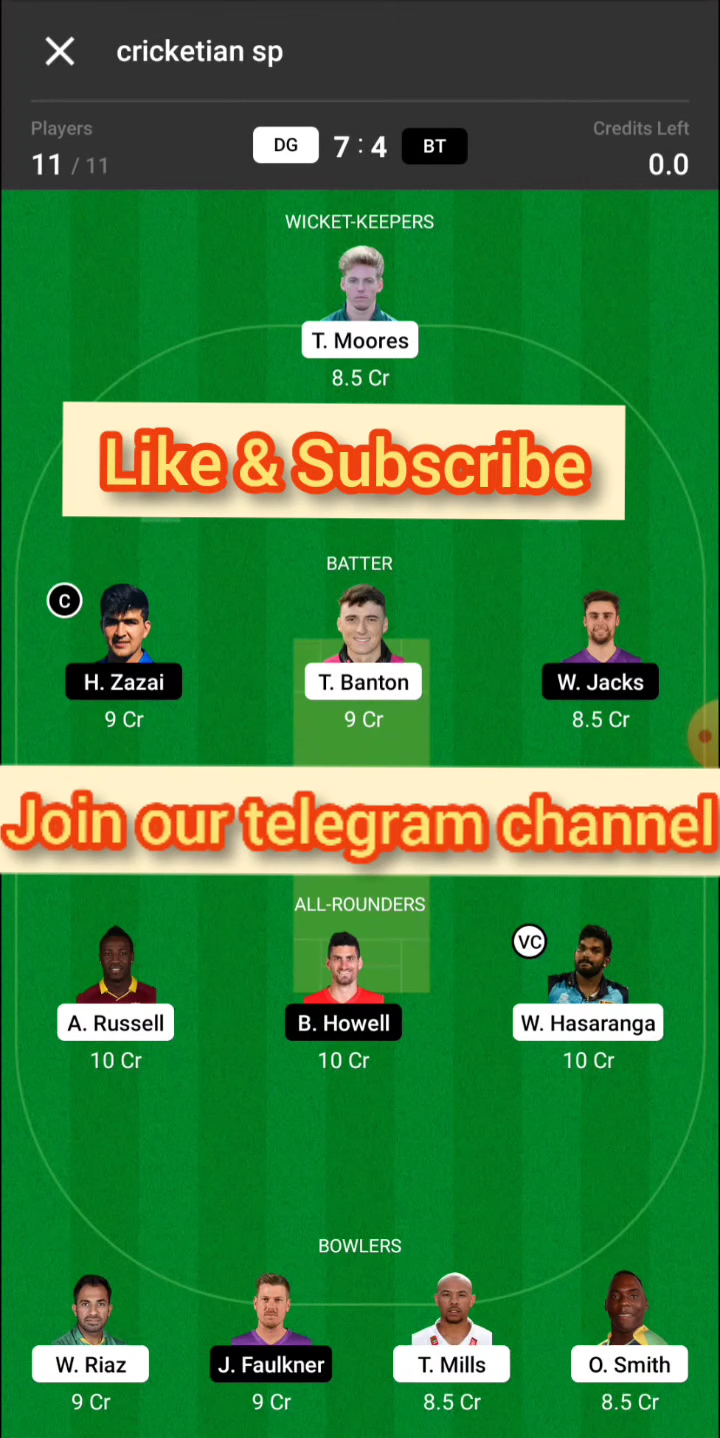 cricketian sp
Players
Credits Left
11 / 11
DG 7 : 4 BT
0.0
WICKET-KEEPERS
T. Moores
8.5 Cr
Like & Subscribe
BATTER
C
H. Zazai
T. Banton
W. Jacks
9 Cr
9 Cr
8.5 Cr
Join our telegram channel
ALL-ROUNDERS
VC
A. Russell
B. Howell
W. Hasaranga
10 Cr
10 Cr
10 Cr
BOWLERS
W. Riaz
J. Faulkner
T. Mills
O. Smith
9 Cr
9 Cr
8.5 Cr
8.5 Cr